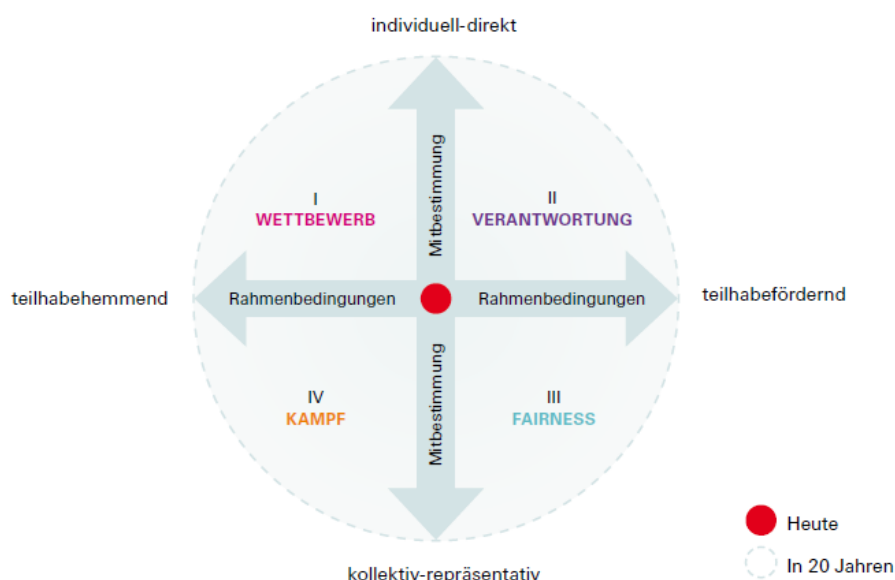 individuell-direkt
Mitbestimmung
I
WETTBEWERB
II
VERANTWORTUNG
teilhabehemmend
Rahmenbedingungen
Rahmenbedingungen
teilhabefördernd
IV
KAMPF
Mitbestimmung
III
FAIRNESS
Heute
In 20 Jahren
kollektiv-repräsentativ